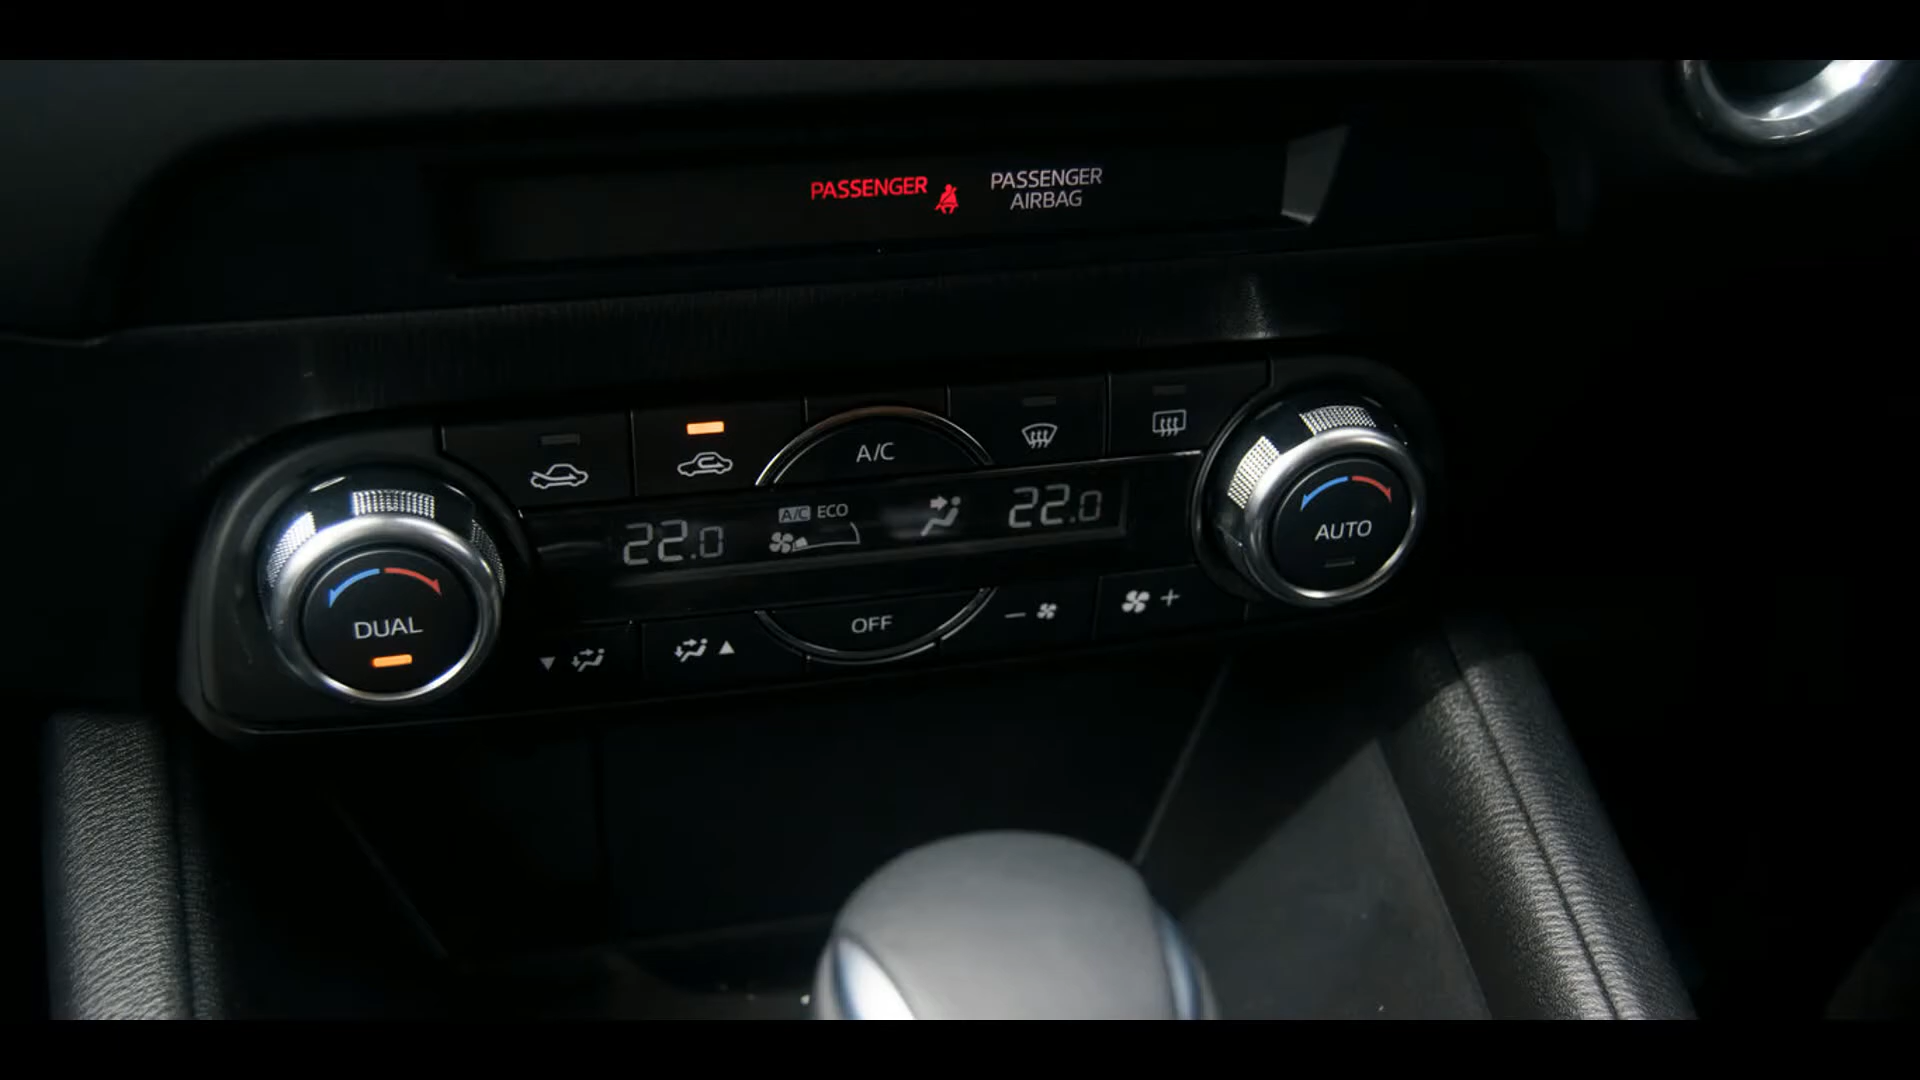 PASSENGER
PASSENGER
AIRBAG
A/C
A/C ECO
22.0
22.0
AUTO
DUAL
OFF